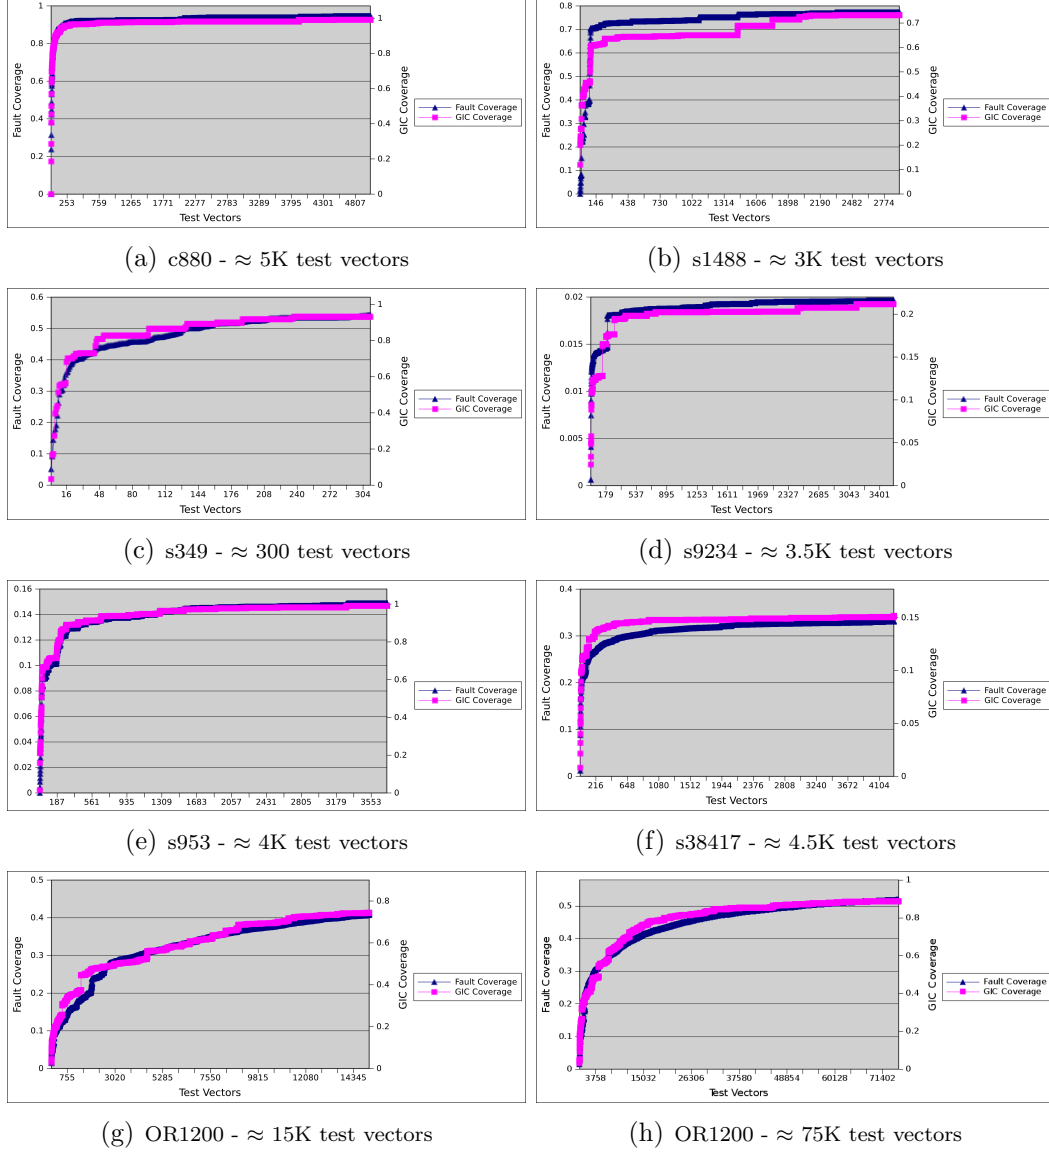 1
0.8
0.6
0.4
0.2
0
1
0.8
0.6
0.4
0.2
0
253 759 1265 1771 2277 2783 3289 3795 4301 4807
Fault Coverage
GIC Coverage
Test Vectors
Fault Coverage
GIC Coverage
(a) c880 - ≈ 5K test vectors
0.8
0.7
0.6
0.5
0.4
0.3
0.2
0.1
0
0.7
0.6
0.5
0.4
0.3
0.2
0.1
0
146 438 730 1022 1314 1606 1898 2190 2482 2774
Fault Coverage
GIC Coverage
Test Vectors
Fault Coverage
GIC Coverage
(b) s1488 - ≈ 3K test vectors
0.6
0.5
0.4
0.3
0.2
0.1
0
1
0.8
0.6
0.4
0.2
0
16 48 80 112 144 176 208 240 272 304
Fault Coverage
GIC Coverage
Test Vectors
Fault Coverage
GIC Coverage
(c) s349 - ≈ 300 test vectors
0.02
0.015
0.01
0.005
0
0.2
0.15
0.1
0.05
0
179 537 895 1253 1611 1969 2327 2685 3043 3401
Fault Coverage
GIC Coverage
Test Vectors
Fault Coverage
GIC Coverage
(d) s9234 - ≈ 3.5K test vectors
0.16
0.14
0.12
0.1
0.08
0.06
0.04
0.02
0
1
0.8
0.6
0.4
0.2
0
187 561 935 1309 1683 2057 2431 2805 3179 3553
Fault Coverage
GIC Coverage
Test Vectors
Fault Coverage
GIC Coverage
(e) s953 - ≈ 4K test vectors
0.4
0.3
0.2
0.1
0
0.15
0.1
0.05
0
216 648 1080 1512 1944 2376 2808 3240 3672 4104
Fault Coverage
GIC Coverage
Test Vectors
Fault Coverage
GIC Coverage
(f) s38417 - ≈ 4.5K test vectors
0.5
0.4
0.3
0.2
0.1
0
0.8
0.6
0.4
0.2
0
755 3020 5285 7550 9815 12080 14345
Fault Coverage
GIC Coverage
Test Vectors
Fault Coverage
GIC Coverage
(g) OR1200 - ≈ 15K test vectors
0.5
0.4
0.3
0.2
0.1
0
1
0.8
0.6
0.4
0.2
0
3758 15032 26306 37580 48854 60128 71402
Fault Coverage
GIC Coverage
Test Vectors
Fault Coverage
GIC Coverage
(h) OR1200 - ≈ 75K test vectors